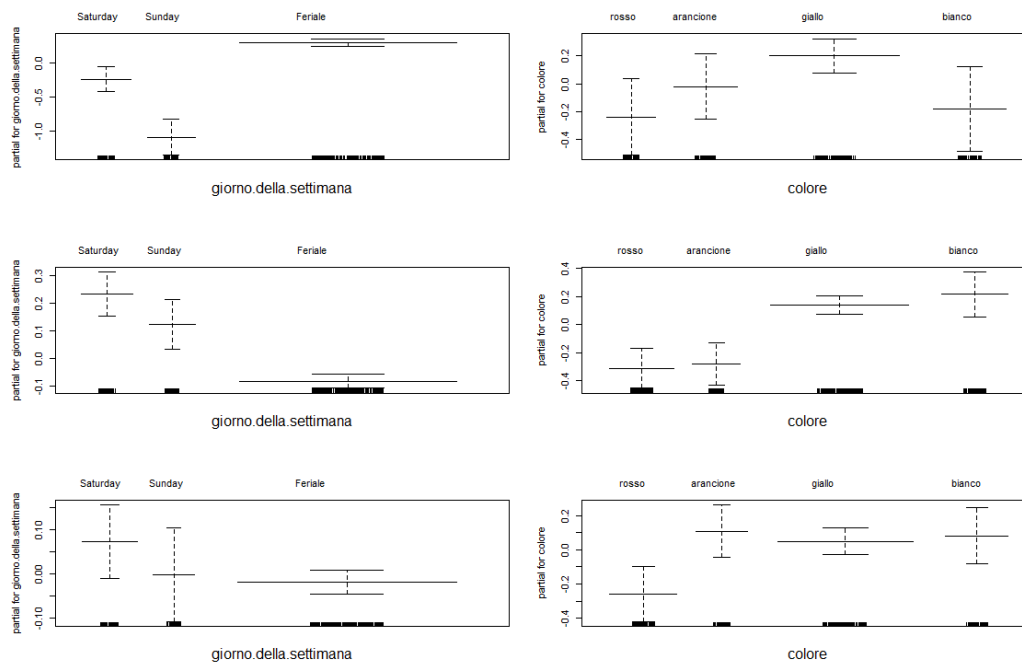 Saturday Sunday Feriale
partial for giorno.della.settimana
0.0
-0.5
-1.0
giorno.della.settimana
rosso arancione giallo bianco
partial for colore
0.2
0.0
-0.2
-0.4
colore
Saturday Sunday Feriale
partial for giorno.della.settimana
0.3
0.2
0.1
0.0
-0.1
giorno.della.settimana
rosso arancione giallo bianco
partial for colore
0.4
0.2
0.0
-0.2
-0.4
colore
Saturday Sunday Feriale
partial for giorno.della.settimana
0.10
0.00
-0.10
giorno.della.settimana
rosso arancione giallo bianco
partial for colore
0.2
0.0
-0.2
-0.4
colore